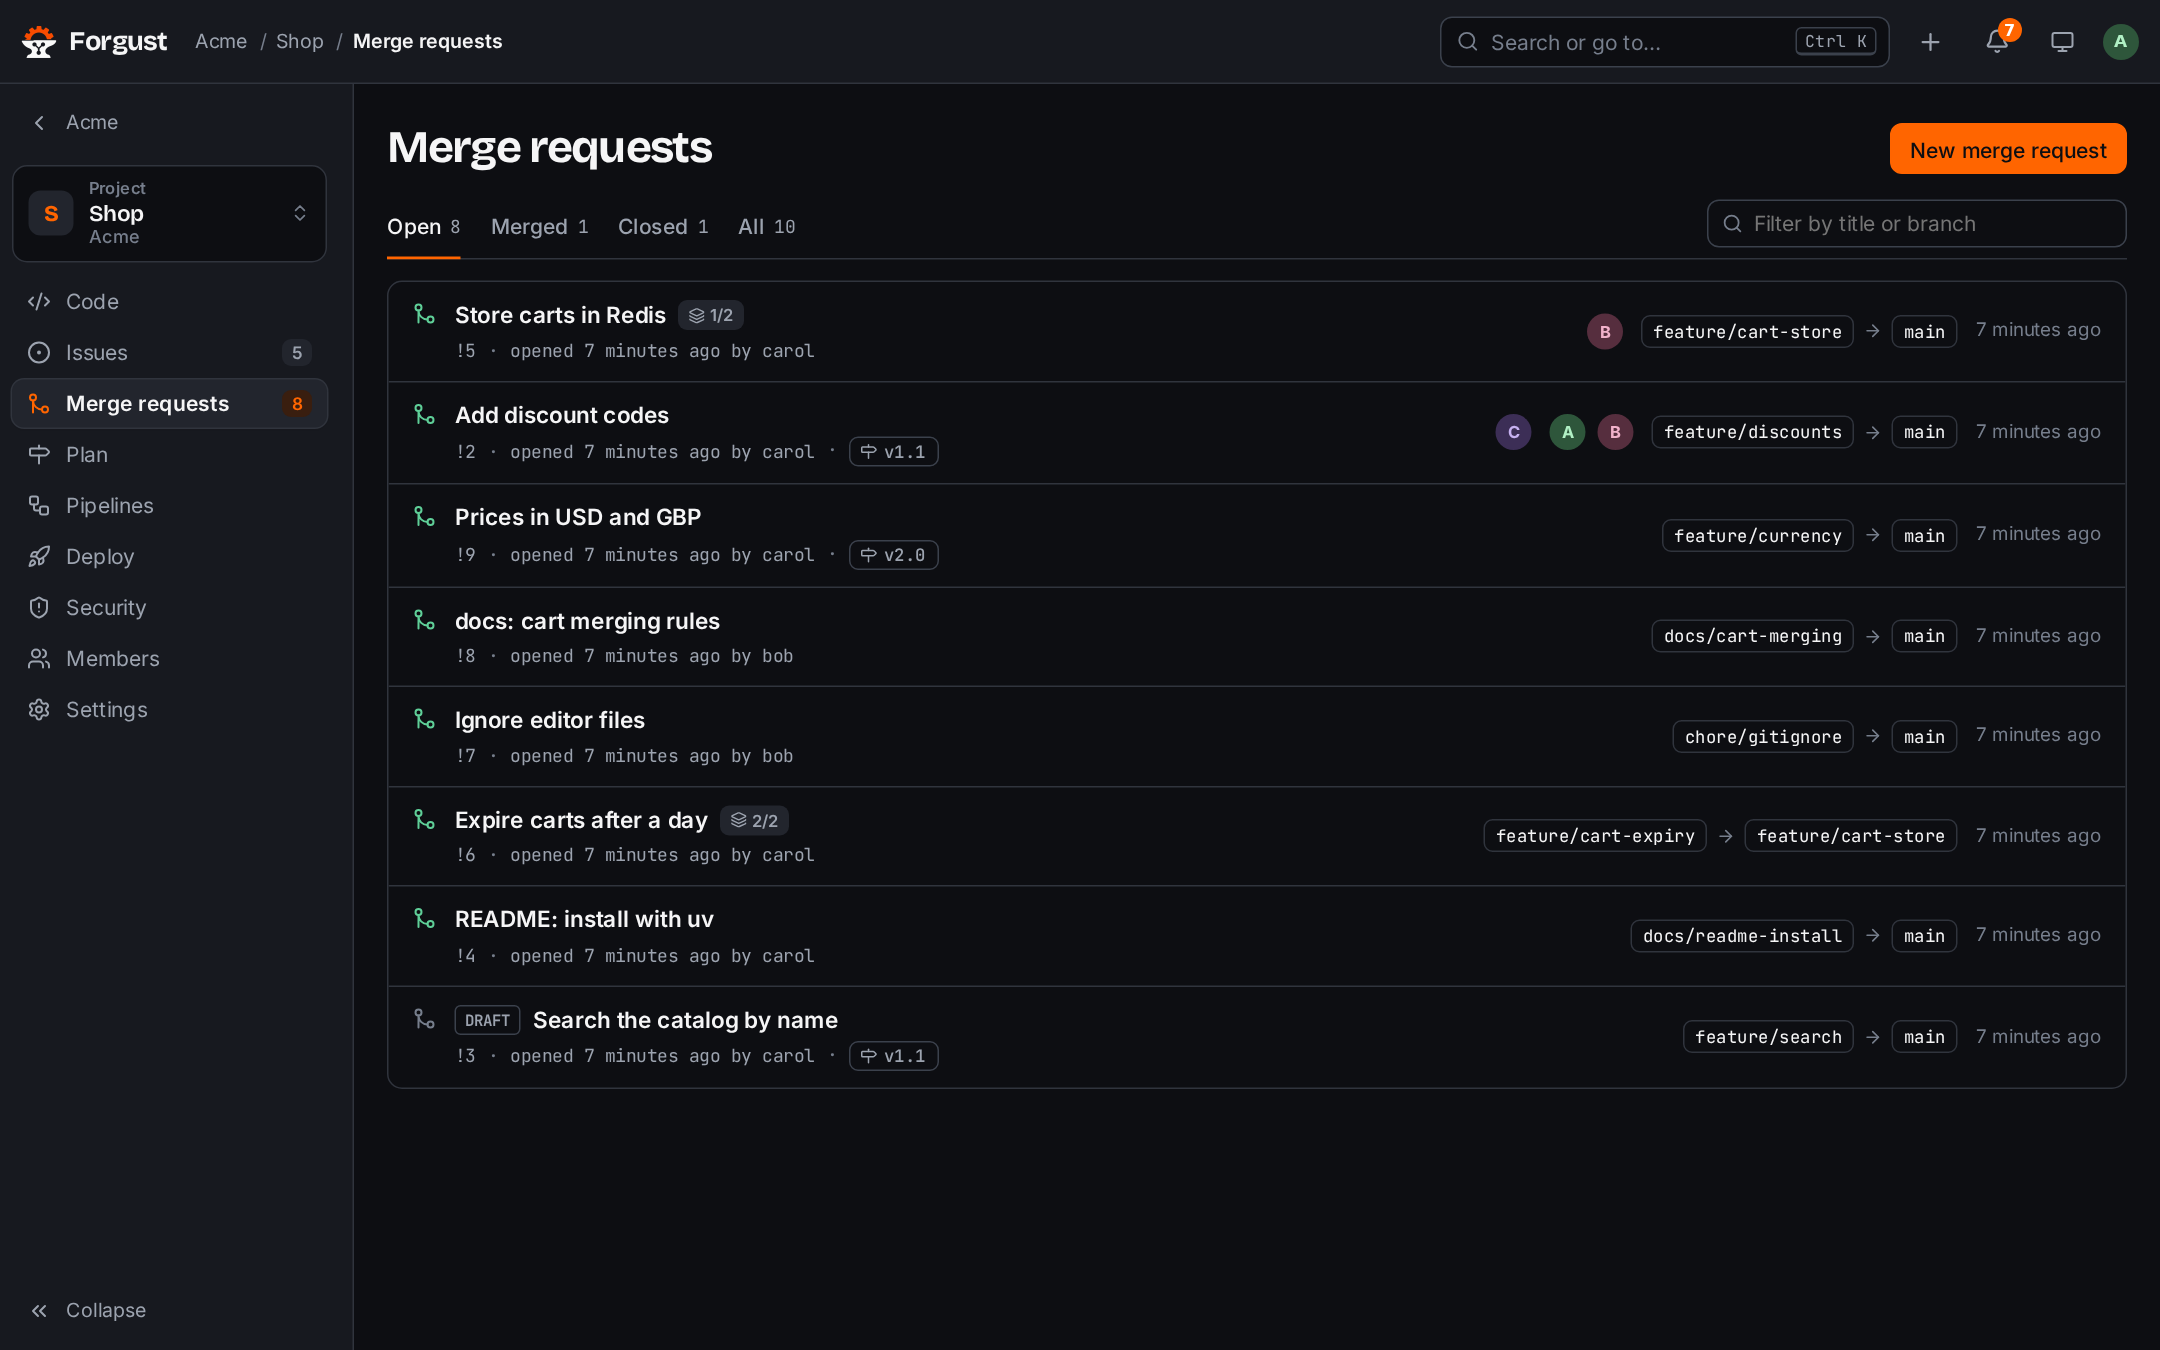 Forgust Acme / Shop / Merge requests Search or go to... Ctrl K 7 A
Acme
Project
S Shop
Acme
Code
Issues 5
Merge requests 8
Plan
Pipelines
Deploy
Security
Members
Settings
Collapse
Merge requests New merge request
Open 8 Merged 1 Closed 1 All 10 Filter by title or branch
Store carts in Redis 1/2
!5 · opened 7 minutes ago by carol B feature/cart-store → main 7 minutes ago
Add discount codes
!2 · opened 7 minutes ago by carol · v1.1 C A B feature/discounts → main 7 minutes ago
Prices in USD and GBP
!9 · opened 7 minutes ago by carol · v2.0 feature/currency → main 7 minutes ago
docs: cart merging rules
!8 · opened 7 minutes ago by bob docs/cart-merging → main 7 minutes ago
Ignore editor files
!7 · opened 7 minutes ago by bob chore/gitignore → main 7 minutes ago
Expire carts after a day 2/2
!6 · opened 7 minutes ago by carol feature/cart-expiry → feature/cart-store 7 minutes ago
README: install with uv
!4 · opened 7 minutes ago by carol docs/readme-install → main 7 minutes ago
DRAFT Search the catalog by name
!3 · opened 7 minutes ago by carol · v1.1 feature/search → main 7 minutes ago